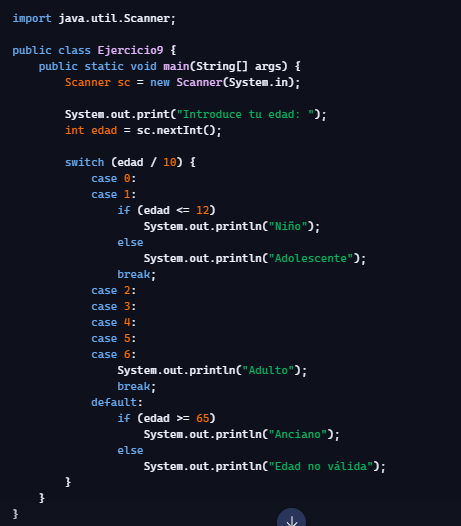 import java.util.Scanner;
public class Ejercicio9 {
public static void main(String[] args) {
Scanner sc = new Scanner(System.in);
System.out.print("Introduce tu edad: ");
int edad = sc.nextInt();
switch (edad / 10) {
case 0:
case 1:
if (edad <= 12)
System.out.println("Niño");
else
System.out.println("Adolescente");
break;
case 2:
case 3:
case 4:
case 5:
case 6:
System.out.println("Adulto");
break;
default:
if (edad >= 65)
System.out.println("Anciano");
else
System.out.println("Edad no válida");
}
}
}